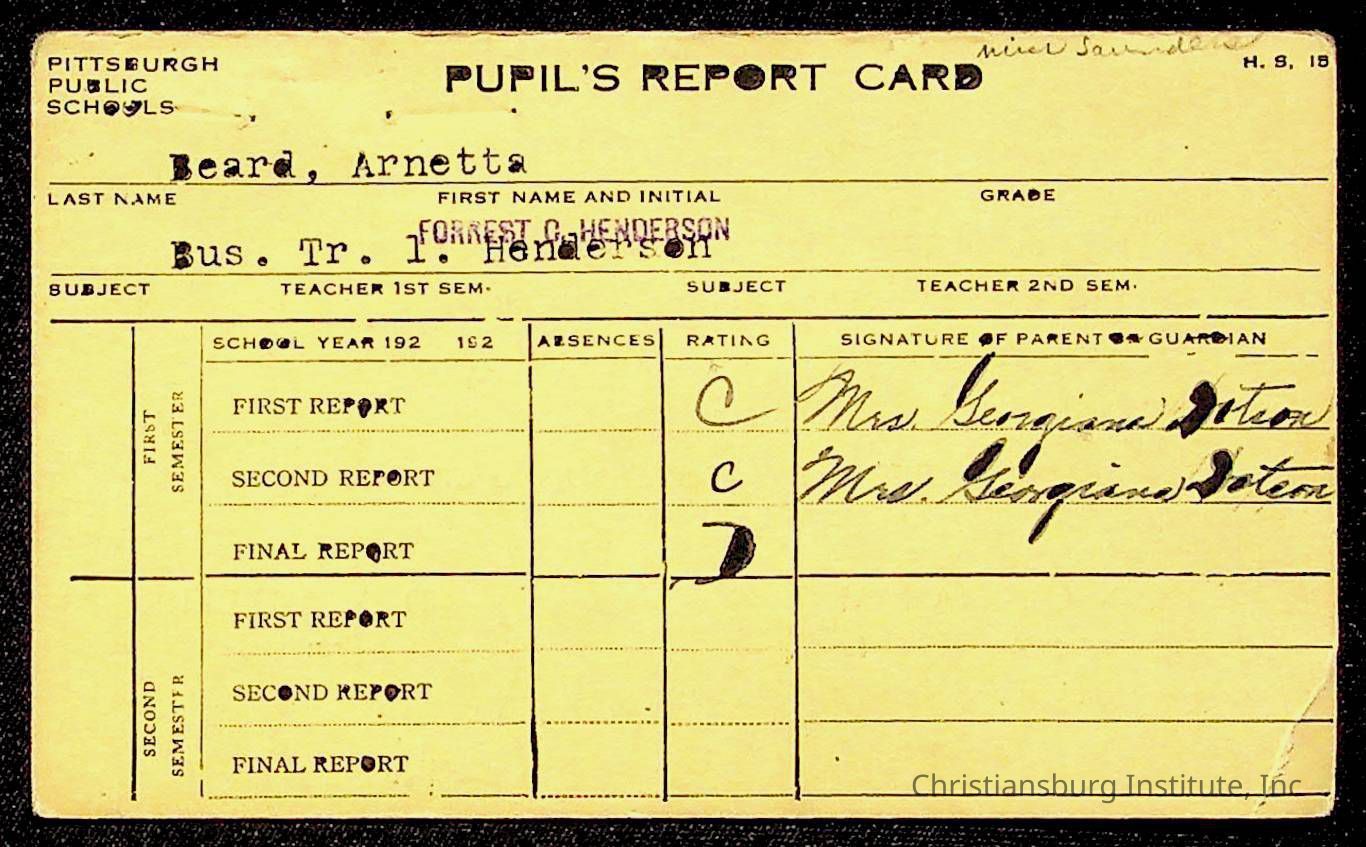 Saunders
PITTSBURGH PUBLIC SCHOOLS
PUPIL'S REPORT CARD
H. S. 15
Beard, Arnetta
LAST NAME FIRST NAME AND INITIAL GRADE
FORREST G. HENDERSON
Bus. Tr. 1. Henderson
SUBJECT TEACHER 1ST SEM. SUBJECT TEACHER 2ND SEM.
SCHOOL YEAR 192 192 ABSENCES RATING SIGNATURE OF PARENT OR GUARDIAN
FIRST SEMESTER
FIRST REPORT C Mrs. Georgiana Dotson
SECOND REPORT C Mrs. Georgiana Dotson
FINAL REPORT D
SECOND SEMESTER
FIRST REPORT
SECOND REPORT
FINAL REPORT
Christiansburg Institute, Inc